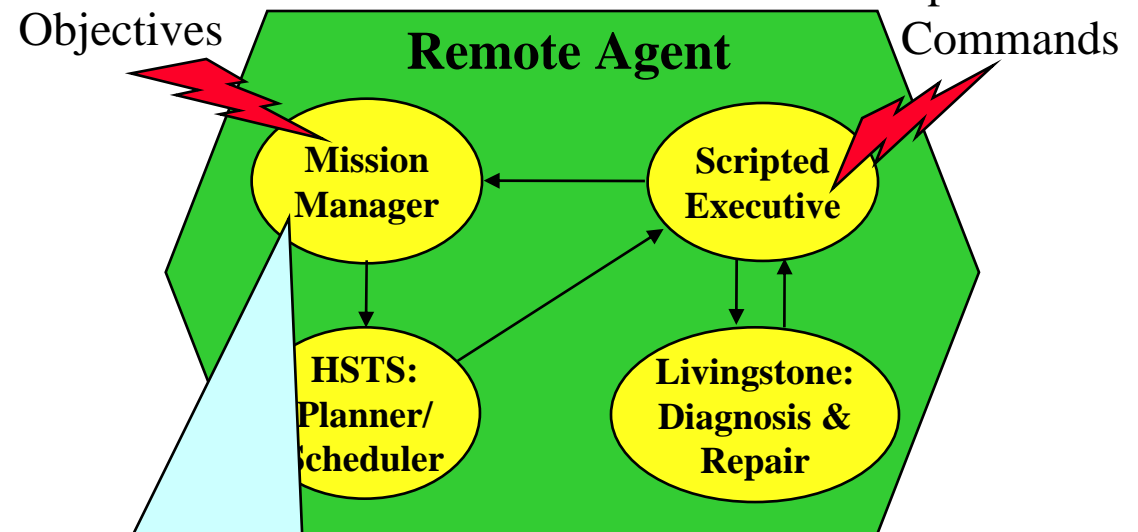 Objectives
Remote Agent
Commands
Mission
Manager
Scripted
Executive
HSTS:
Planner/
Scheduler
Livingstone:
Diagnosis &
Repair